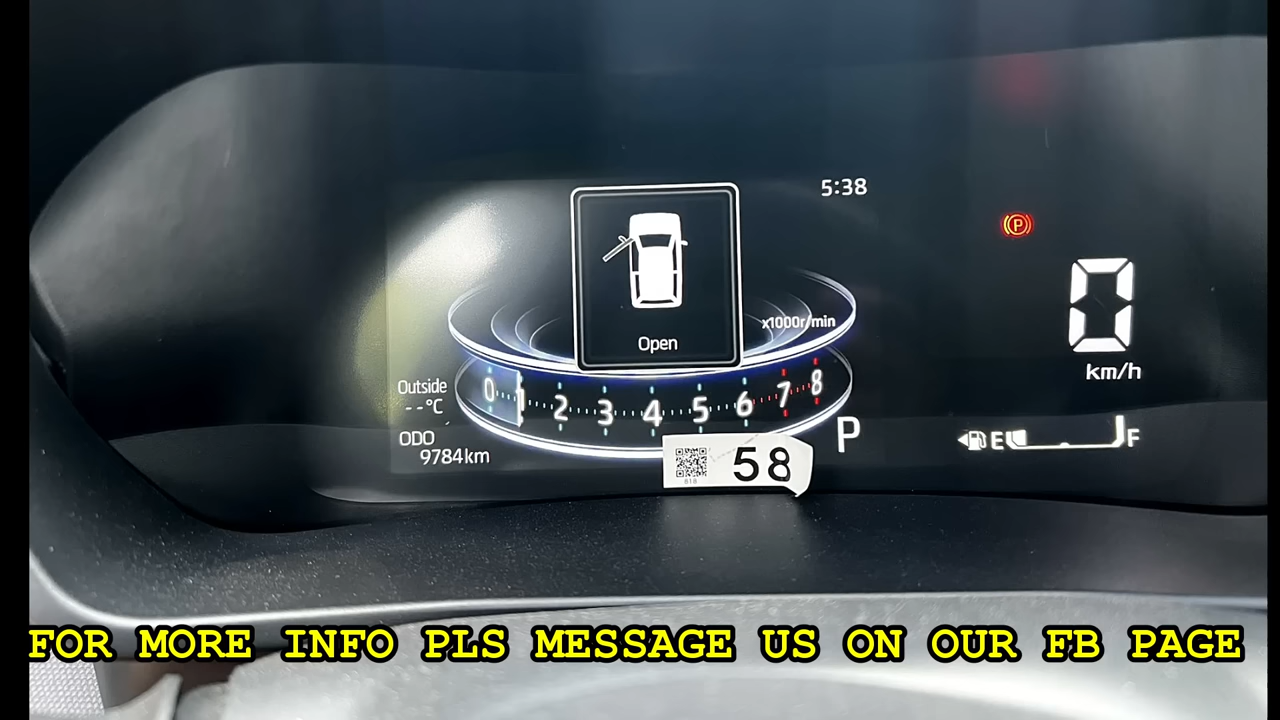 5:38
P
Open
x1000r/min
0
km/h
Outside
--°C
0 1 2 3 4 5 6 7 8
ODO
9784km
P
E F
58
818
FOR MORE INFO PLS MESSAGE US ON OUR FB PAGE